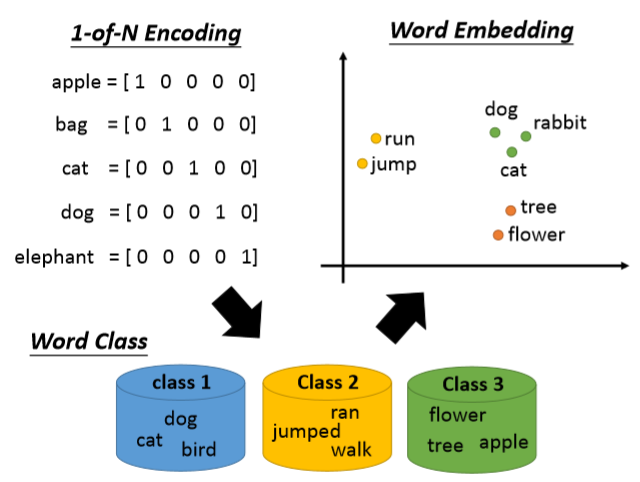 1-of-N Encoding
apple = [ 1 0 0 0 0]
bag = [ 0 1 0 0 0]
cat = [ 0 0 1 0 0]
dog = [ 0 0 0 1 0]
elephant = [ 0 0 0 0 1]
Word Embedding
dog
rabbit
run
jump
cat
tree
flower
Word Class
class 1
dog
cat
bird
Class 2
ran
jumped
walk
Class 3
flower
tree apple